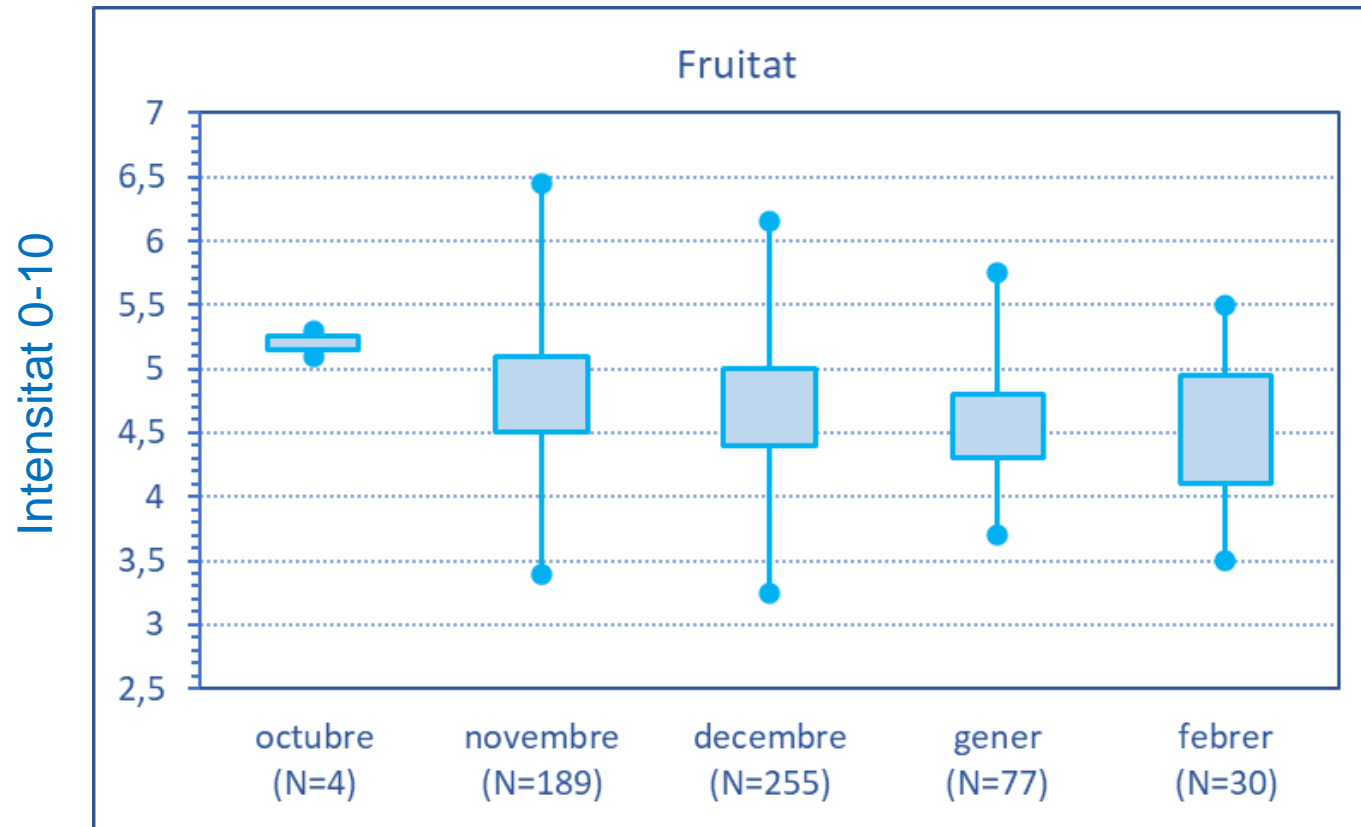 Fruitat
Intensitat 0-10
7
6,5
6
5,5
5
4,5
4
3,5
3
2,5
octubre
(N=4)
novembre
(N=189)
decembre
(N=255)
gener
(N=77)
febrer
(N=30)